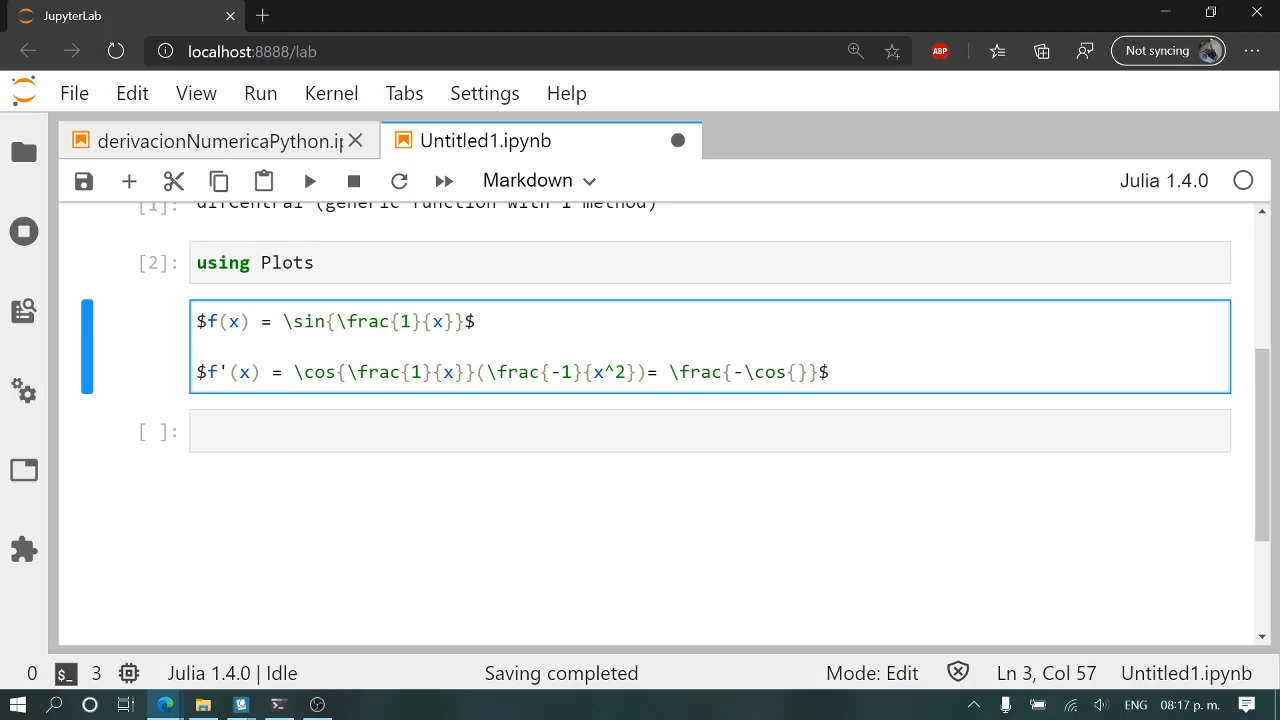 JupyterLab
localhost:8888/lab
ABP
Not syncing
File Edit View Run Kernel Tabs Settings Help
derivacionNumericaPython.ip
Untitled1.ipynb
Markdown
Julia 1.4.0
[1]: difcentral (generic function with 1 method)
[2]: using Plots
$f(x) = \sin{\frac{1}{x}}$
$f'(x) = \cos{\frac{1}{x}}(\frac{-1}{x^2})= \frac{-\cos{}}$
[ ]:
0 $_ 3 Julia 1.4.0 | Idle Saving completed Mode: Edit Ln 3, Col 57 Untitled1.ipynb
ENG 08:17 p. m.